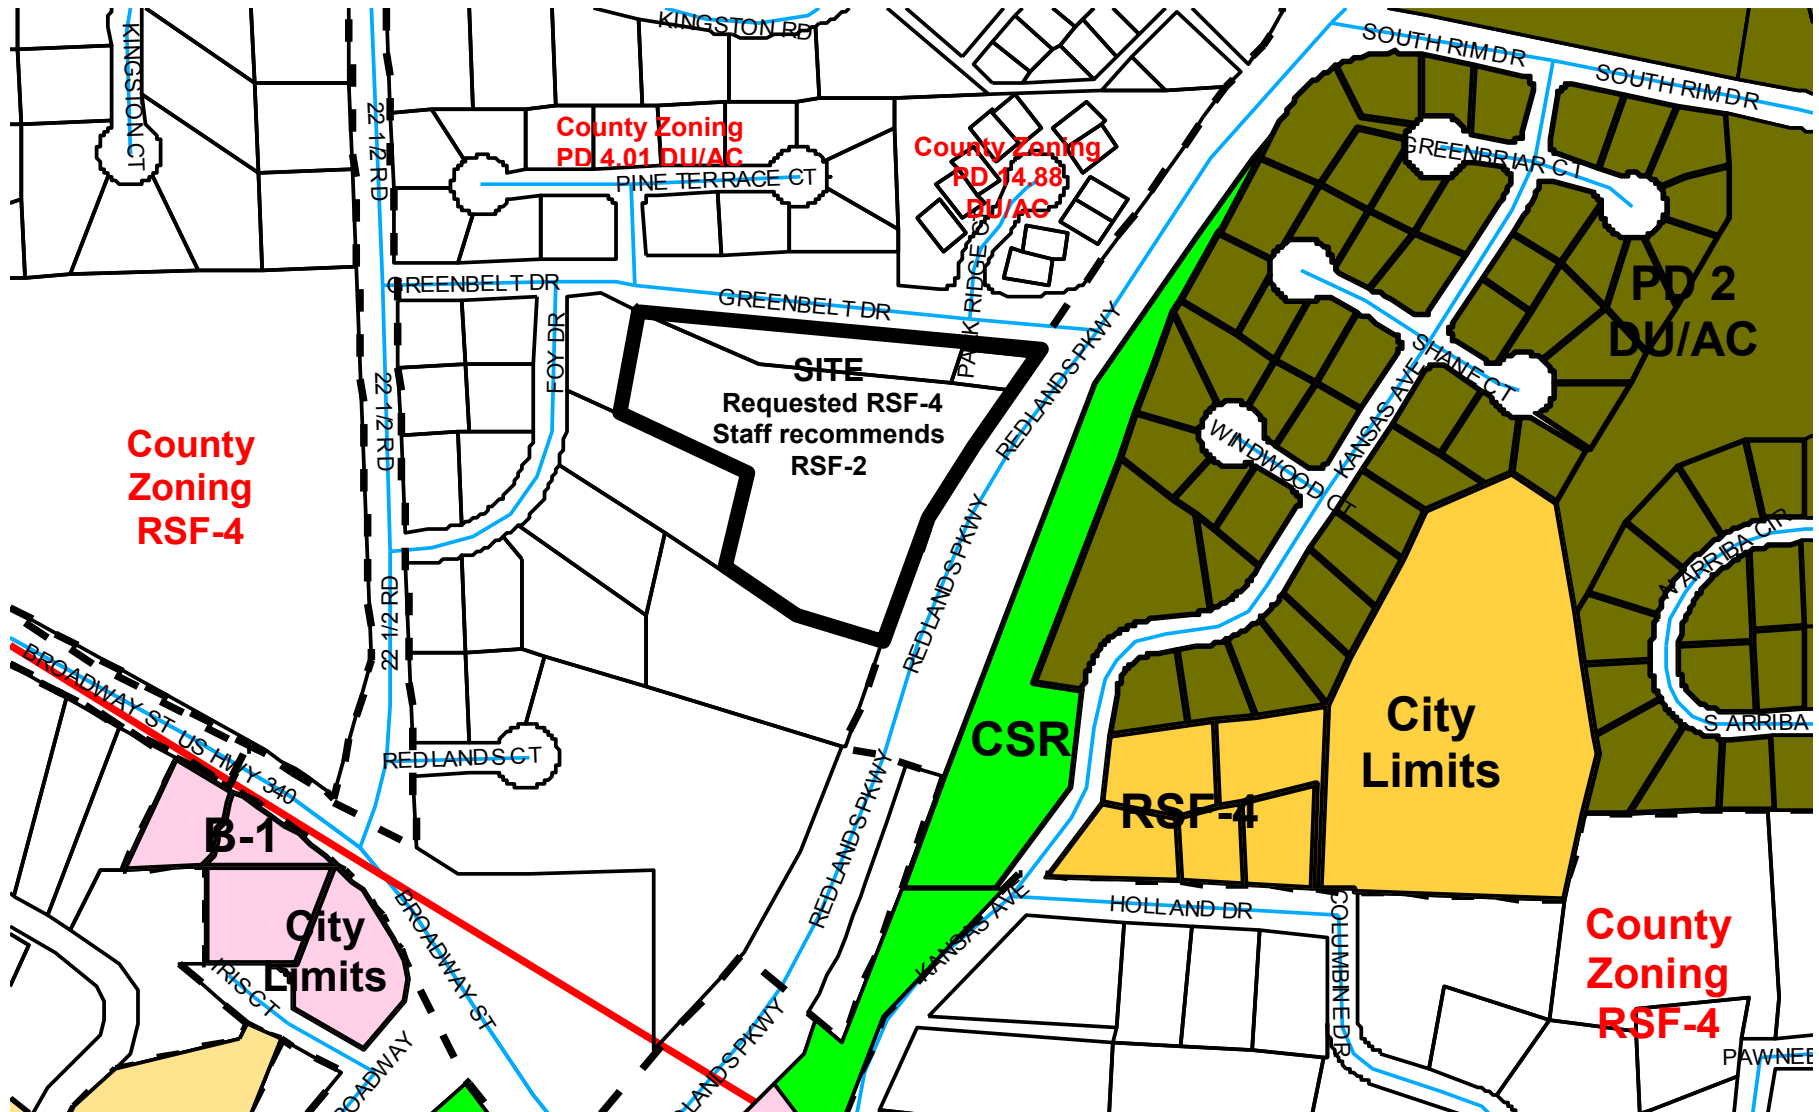 KINGSTON RD
KINGSTON CT
SOUTH RIM DR
SOUTH RIM DR
22 1/2 RD
County Zoning
PD 4.01 DU/AC
PINE TERRACE CT
County Zoning
PD 14.88
DU/AC
GREENBRIAR CT
PARK RIDGE CT
GREENBELT DR
GREENBELT DR
PD 2
DU/AC
FOY DR
22 1/2 RD
SITE
Requested RSF-4
Staff recommends
RSF-2
REDLANDS PKWY
SHANE CT
KANSAS AVE
WINDWOOD CT
County
Zoning
RSF-4
REDLANDS PKWY
N ARRIBA CIR
22 1/2 RD
REDLANDS PKWY
BROADWAY ST US HWY 340
REDLANDS CT
CSR
City
Limits
S ARRIBA
RSF-4
B-1
REDLANDS PKWY
BROADWAY ST
KANSAS AVE
HOLLAND DR
COLUMBINE DR
City
Limits
IRIS CT
County
Zoning
RSF-4
PAWNEE
LANDS PKWY
ROADWAY